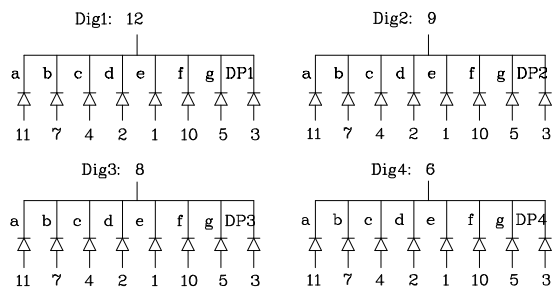 Dig1: 12
Dig2: 9
a b c d e f g DP1
a b c d e f g DP2
11 7 4 2 1 10 5 3
11 7 4 2 1 10 5 3
Dig3: 8
Dig4: 6
a b c d e f g DP3
a b c d e f g DP4
11 7 4 2 1 10 5 3
11 7 4 2 1 10 5 3